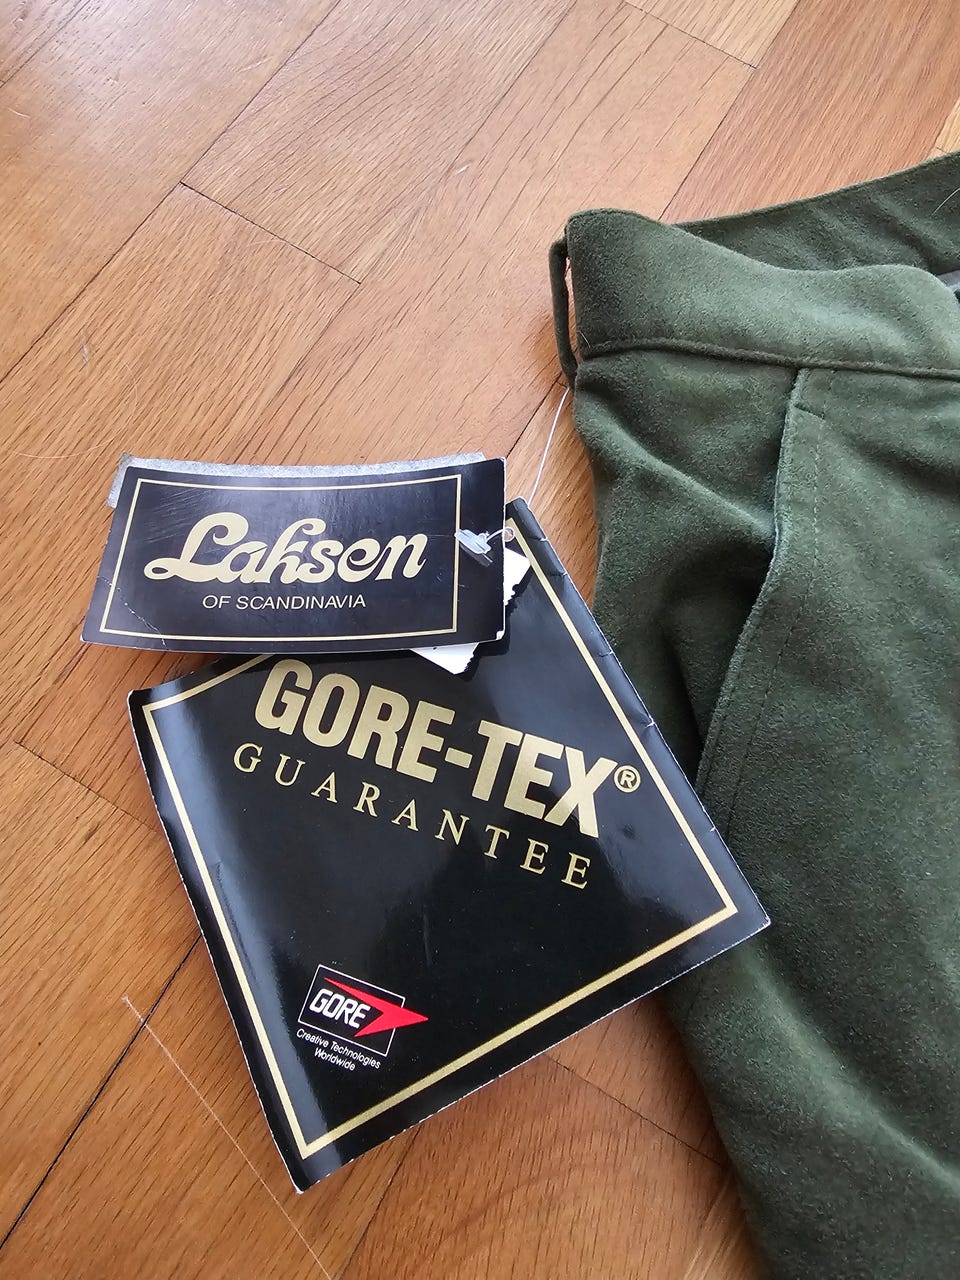 Laksen
OF SCANDINAVIA
GORE-TEX®
GUARANTEE
GORE
Creative Technologies
Worldwide